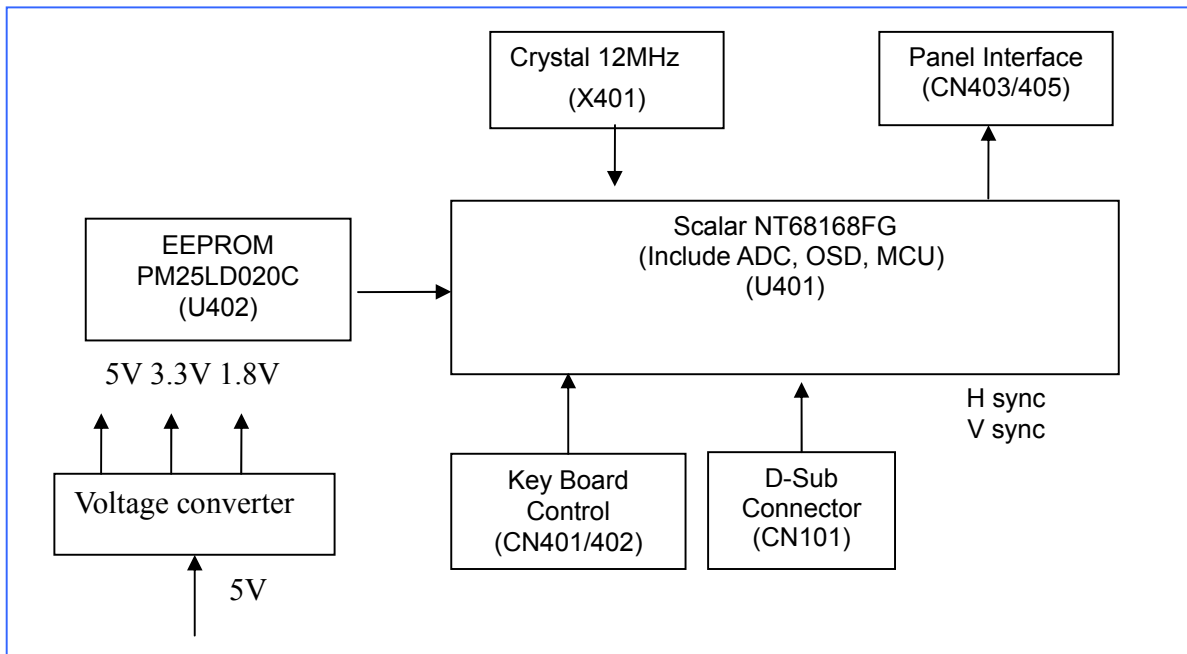 Crystal 12MHz
(X401)
Panel Interface
(CN403/405)
Scalar NT68168FG
(Include ADC, OSD, MCU)
(U401)
EEPROM
PM25LD020C
(U402)
5V 3.3V 1.8V
H sync
V sync
Voltage converter
Key Board
Control
(CN401/402)
D-Sub
Connector
(CN101)
5V